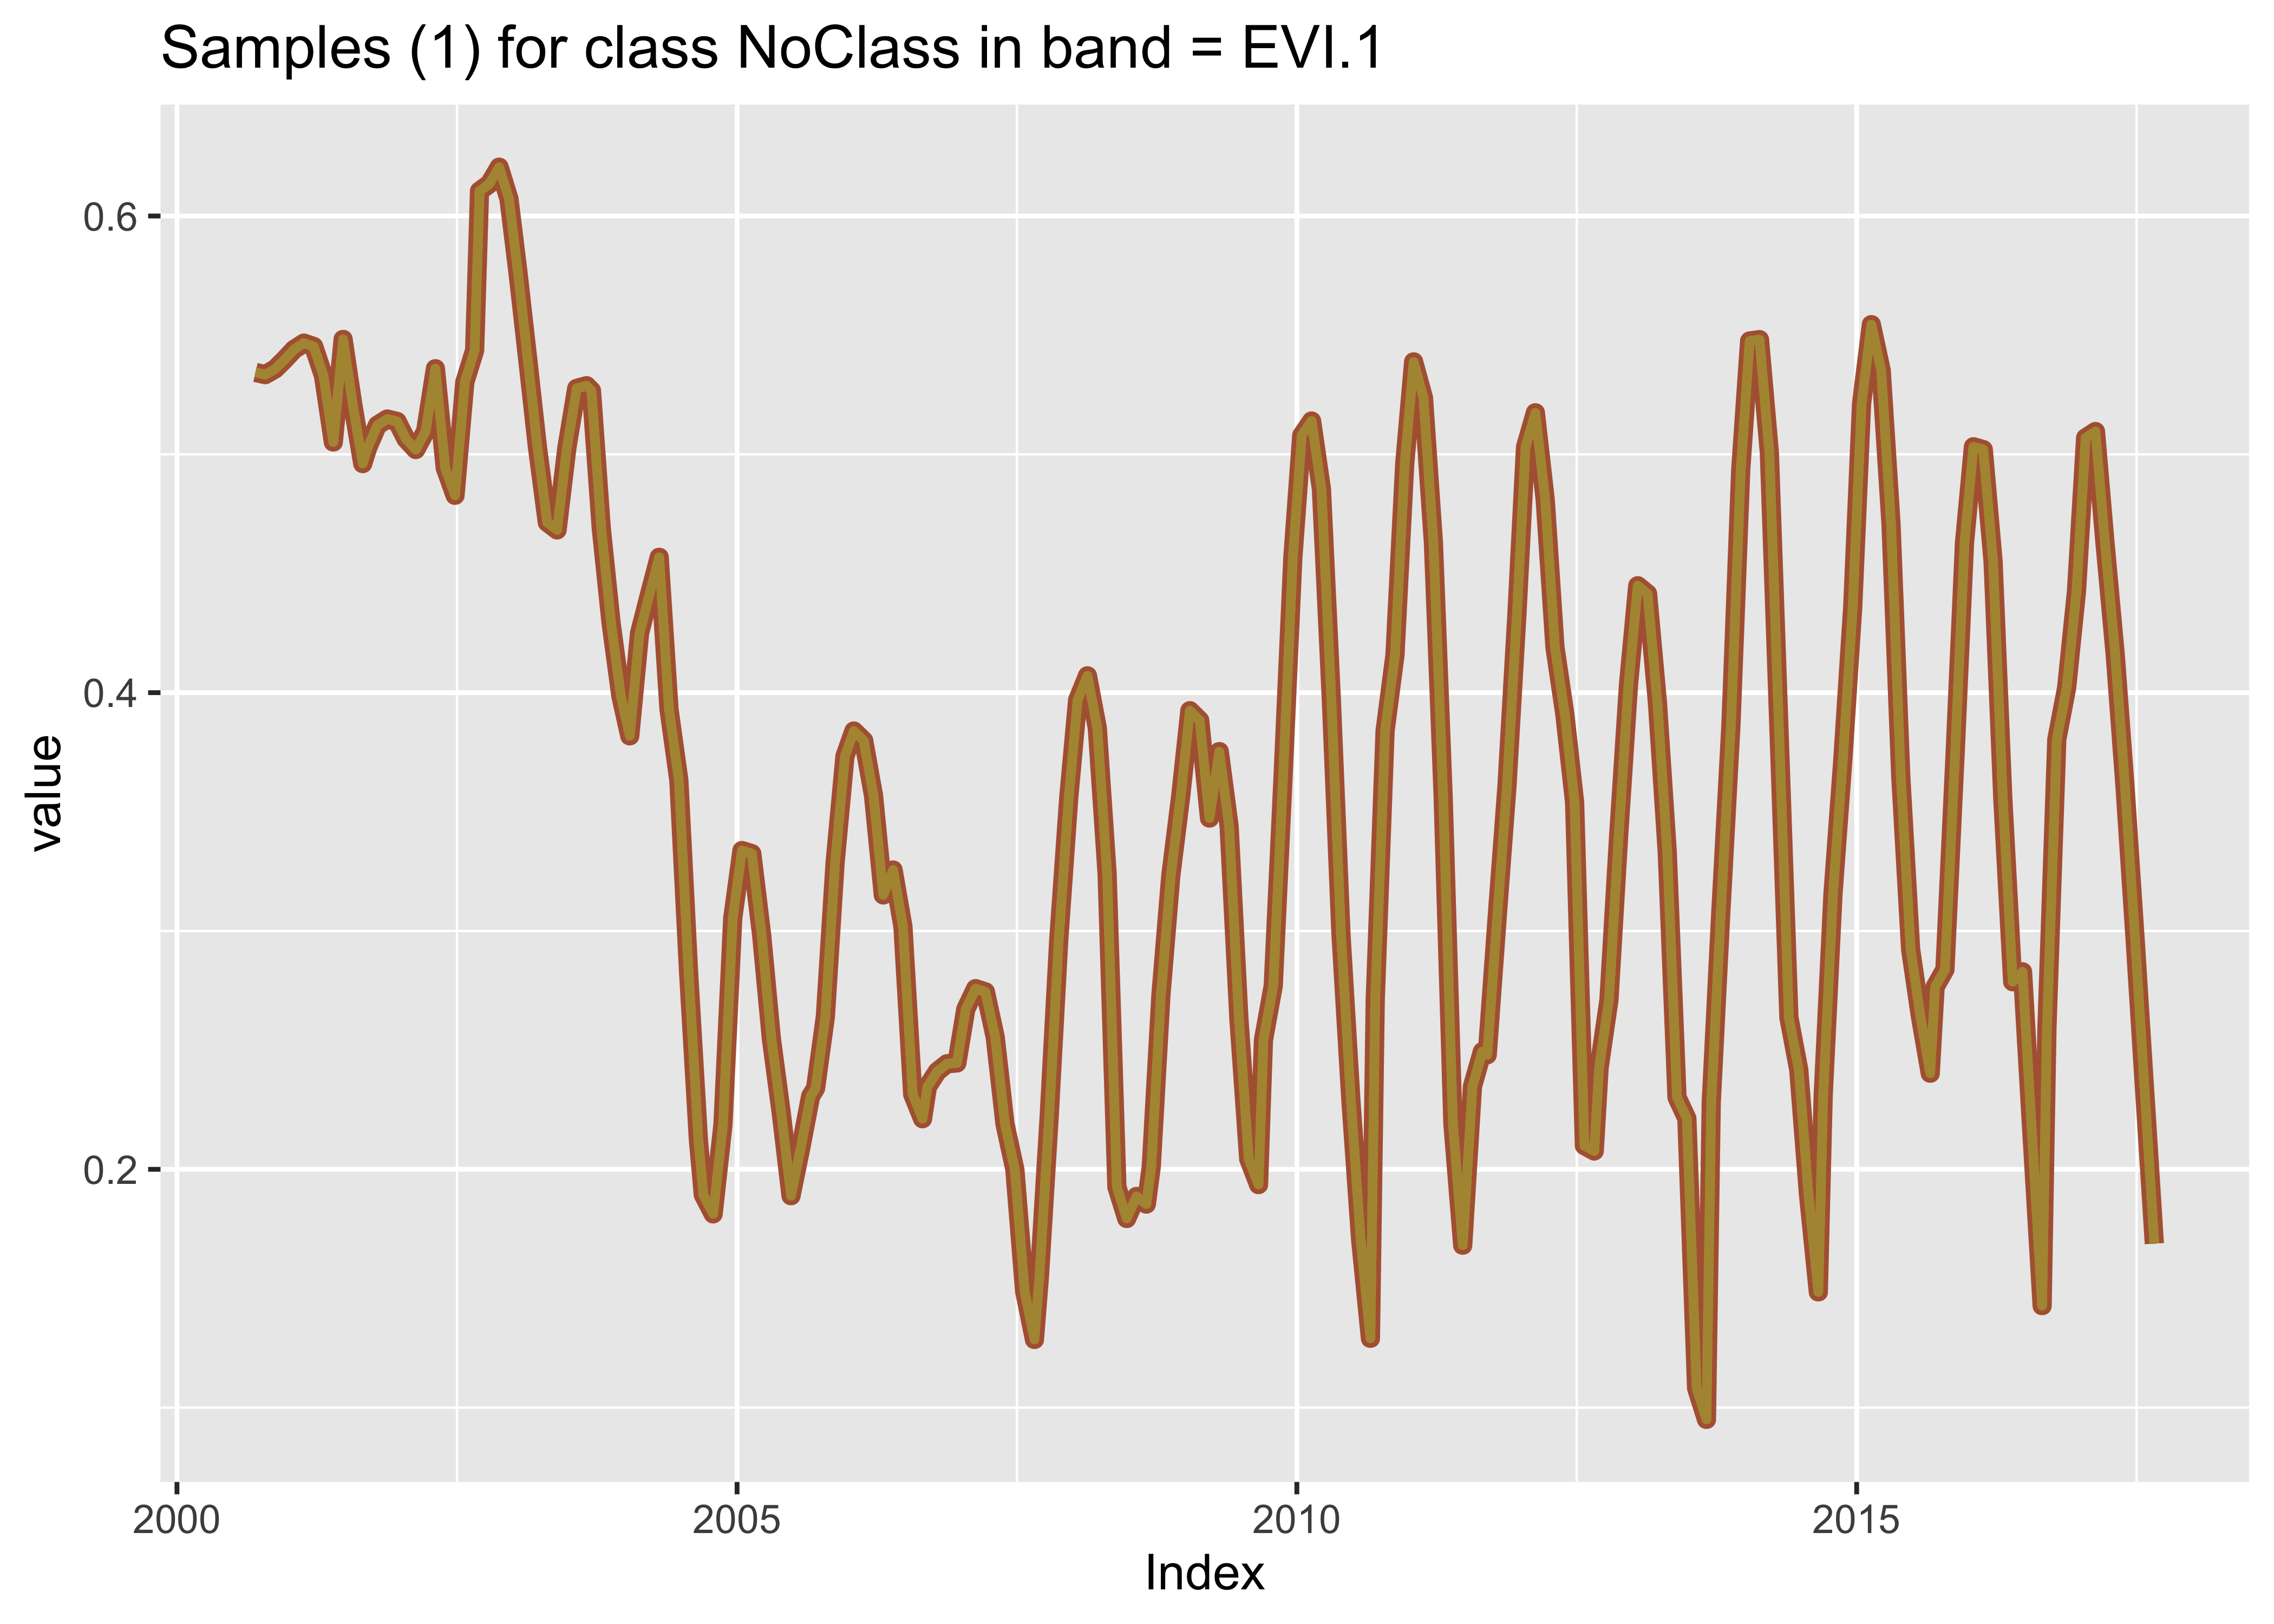 Samples (1) for class NoClass in band = EVI.1
value
0.6
0.4
0.2
2000 2005 2010 2015
Index